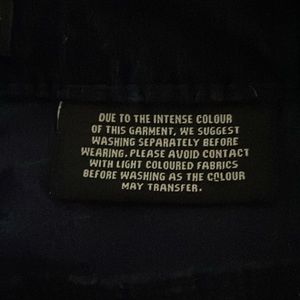 DUE TO THE INTENSE COLOUR
OF THIS GARMENT, WE SUGGEST
WASHING SEPARATELY BEFORE
WEARING. PLEASE AVOID CONTACT
WITH LIGHT COLOURED FABRICS
BEFORE WASHING AS THE COLOUR
MAY TRANSFER.